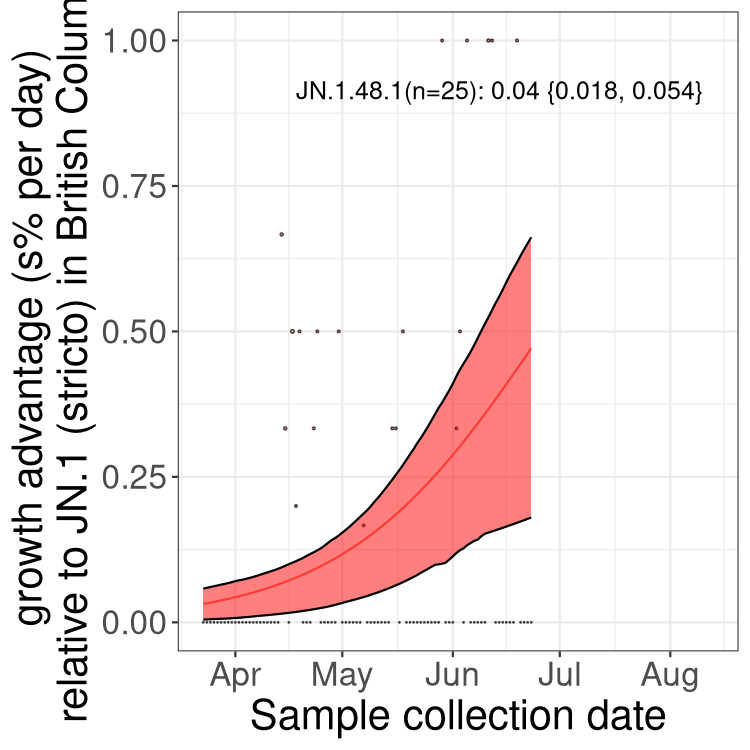 growth advantage (s% per day)
relative to JN.1 (stricto) in British Colum
1.00
0.75
0.50
0.25
0.00
JN.1.48.1(n=25): 0.04 {0.018, 0.054}
Apr May Jun Jul Aug
Sample collection date